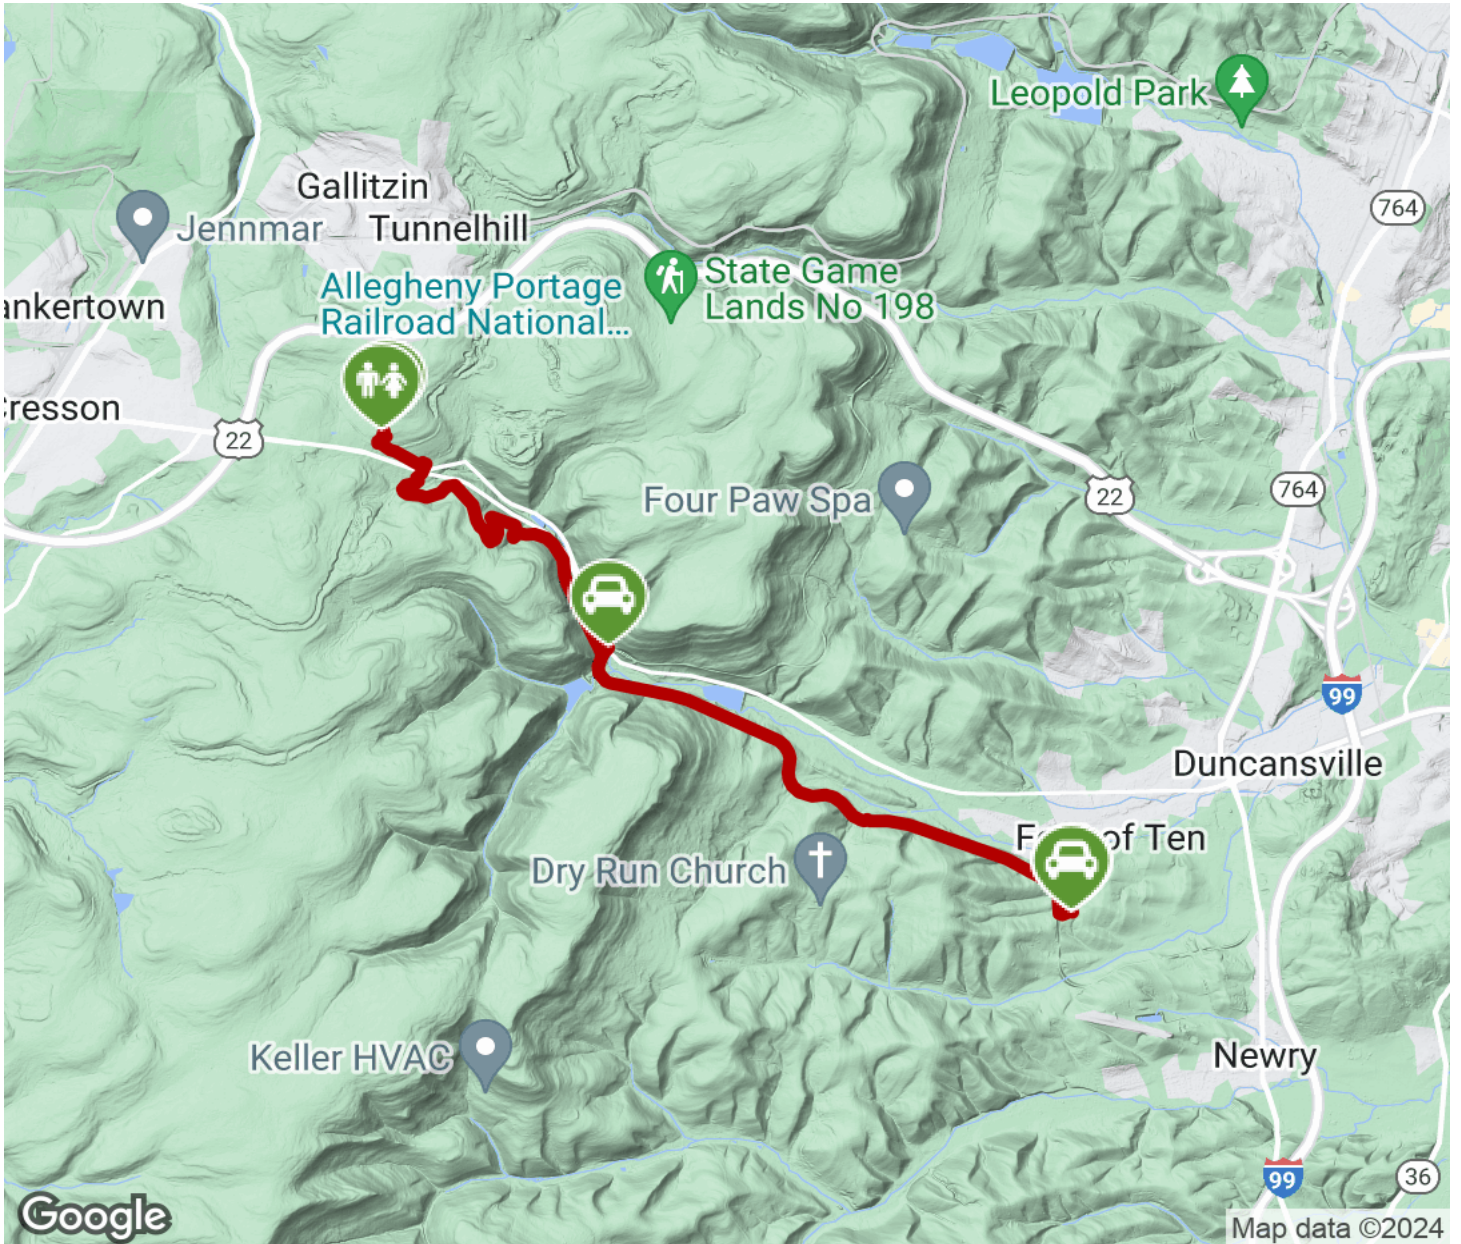 Leopold Park
764
Gallitzin
Jennmar
Tunnelhill
State Game
Lands No 198
Allegheny Portage
Railroad National...
ankertown
Cresson
22
764
22
Four Paw Spa
99
Duncansville
of Ten
Dry Run Church
Keller HVAC
Newry
99
36
Google
Map data ©2024